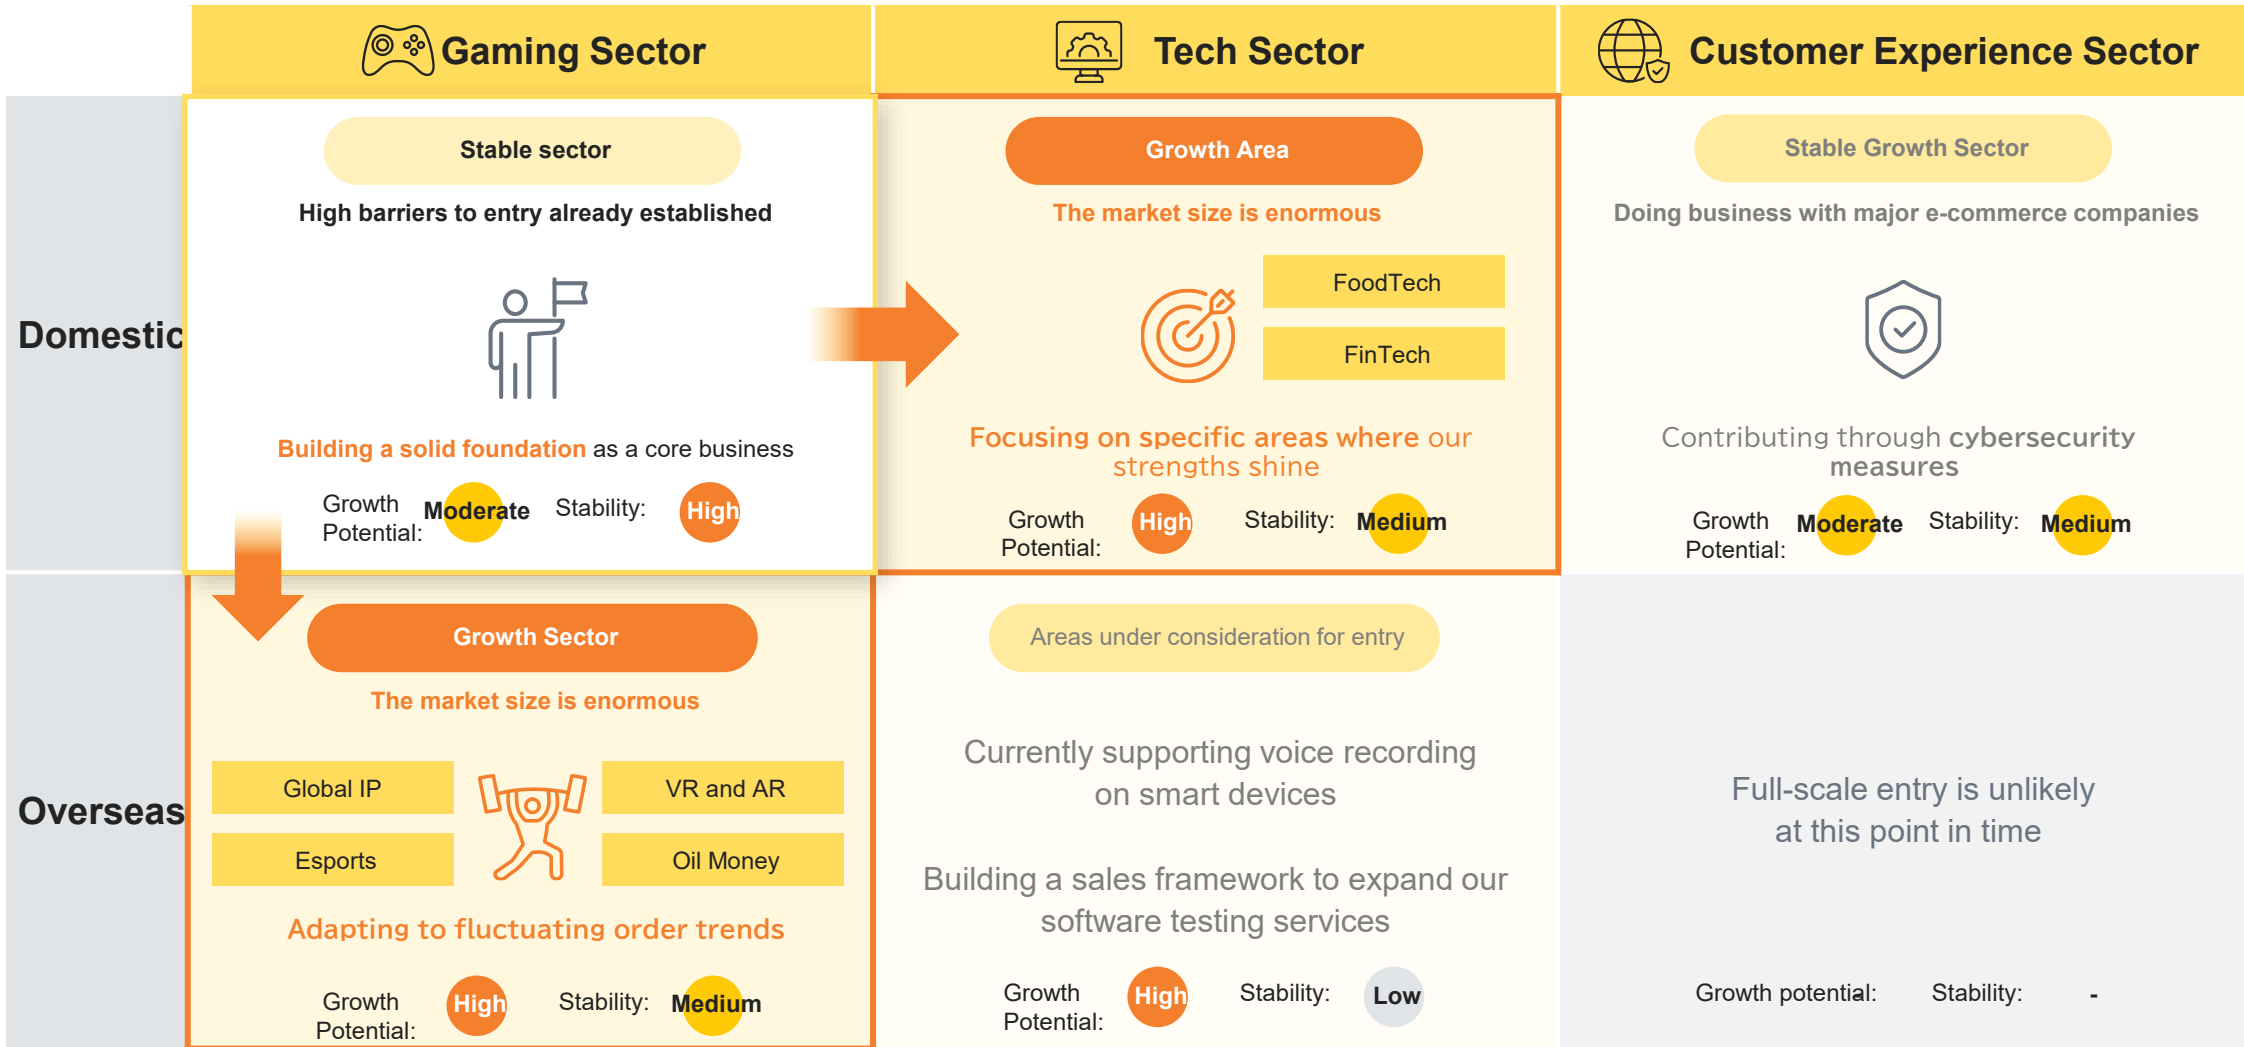 Gaming Sector
Tech Sector
Customer Experience Sector
Domestic
Stable sector
High barriers to entry already established
Building a solid foundation as a core business
Growth
Potential:
Moderate
Stability:
High
Growth Area
The market size is enormous
FoodTech
FinTech
Focusing on specific areas where our
strengths shine
Growth
Potential:
High
Stability:
Medium
Stable Growth Sector
Doing business with major e-commerce companies
Contributing through cybersecurity
measures
Growth
Potential:
Moderate
Stability:
Medium
Overseas
Growth Sector
The market size is enormous
Global IP
VR and AR
Esports
Oil Money
Adapting to fluctuating order trends
Growth
Potential:
High
Stability:
Medium
Areas under consideration for entry
Currently supporting voice recording
on smart devices
Building a sales framework to expand our
software testing services
Growth
Potential:
High
Stability:
Low
Full-scale entry is unlikely
at this point in time
Growth potential:
-
Stability:
-